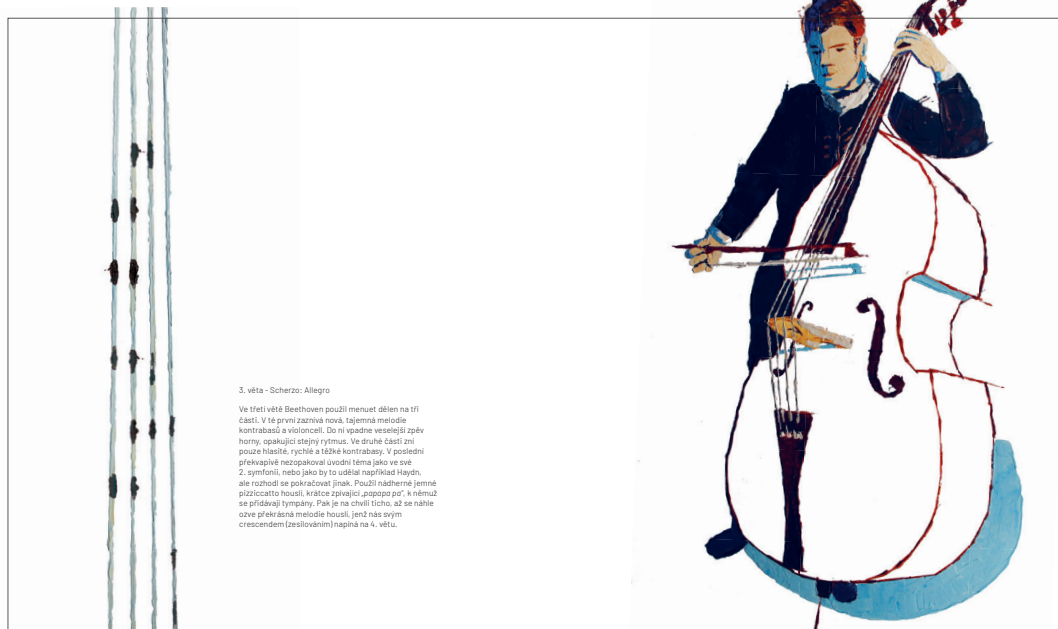 3. věta - Scherzo: Allegro
Ve třetí větě Beethoven použil menuet dělen na tři
části. V té první zaznívá nová, tajemná melodie
kontrabasů a violoncell. Do ní vpadne veselejší zpěv
horny, opakující stejný rytmus. Ve druhé části zní
pouze hlasité, rychlé a těžké kontrabasy. V poslední
překvapivě nezopakoval úvodní téma jako ve své
2. symfonii, nebo jako by to udělal například Haydn,
ale rozhodl se pokračovat jinak. Použil nádherné jemné
pizziccatto houslí, krátce zpívající „papapa pa“, k němuž
se přidávají tympány. Pak je na chvíli ticho, až se náhle
ozve překrásná melodie houslí, jenž nás svým
crescendem (zesilováním) napíná na 4. větu.